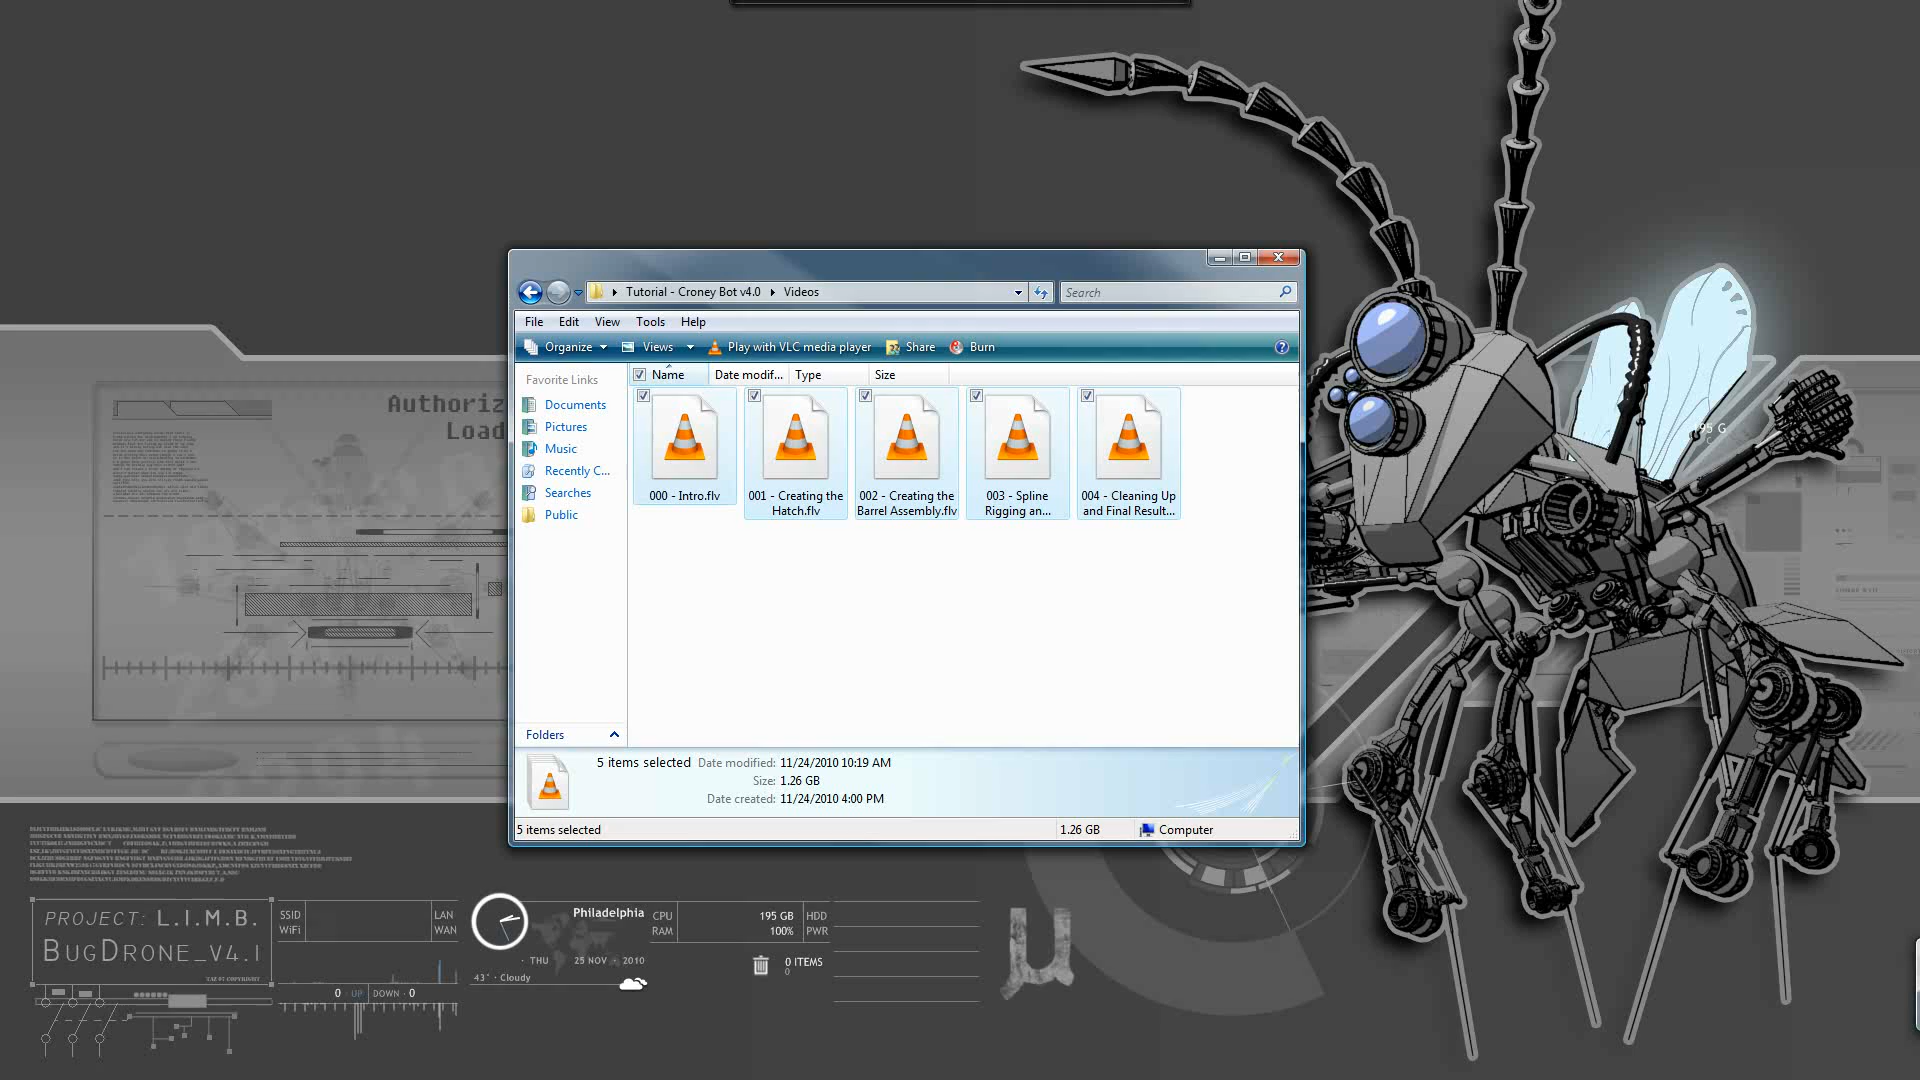 Authoriz
Load
Tutorial - Croney Bot v4.0 ▸ Videos
Search
File Edit View Tools Help
Organize Views Play with VLC media player Share Burn
Favorite Links
Documents
Pictures
Music
Recently C...
Searches
Public
Folders
Name Date modif... Type Size
000 - Intro.flv
001 - Creating the
Hatch.flv
002 - Creating the
Barrel Assembly.flv
003 - Spline
Rigging an...
004 - Cleaning Up
and Final Result...
5 items selected Date modified: 11/24/2010 10:19 AM
Size: 1.26 GB
Date created: 11/24/2010 4:00 PM
5 items selected 1.26 GB Computer
195 G
PROJECT: L.I.M.B.
BUGDRONE_V4.1
SSID
WiFi
LAN
WAN
0 · UP DOWN · 0
Philadelphia
· THU 25 NOV · 2010
43° · Cloudy
CPU 195 GB HDD
RAM 100% PWR
0 ITEMS
0
μ